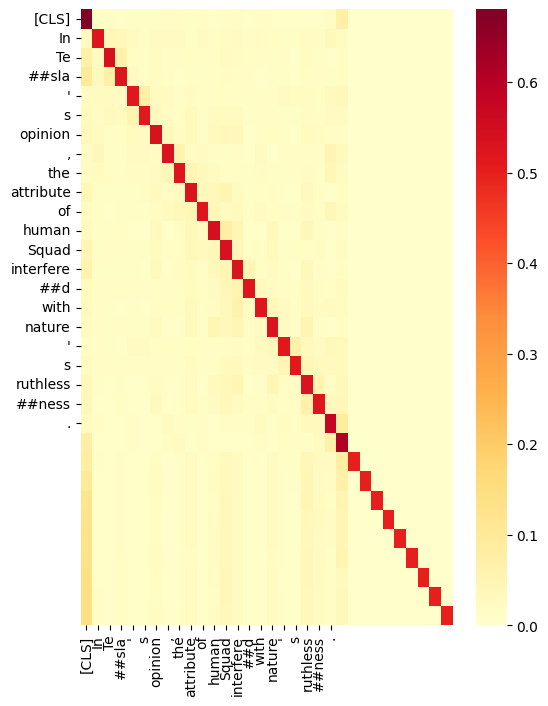 [CLS]
In
Te
##sla
'
s
opinion
,
the
attribute
of
human
Squad
interfere
##d
with
nature
'
s
ruthless
##ness
.
0.6
0.5
0.4
0.3
0.2
0.1
0.0
[CLS]
In
Te
##sla
'
s
opinion
,
the
attribute
of
human
Squad
interfere
##d
with
nature
'
s
ruthless
##ness
.